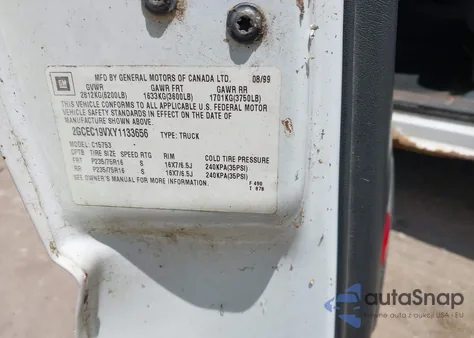 GM
MFD BY GENERAL MOTORS OF CANADA LTD. 08/99
GVWR GAWR FRT GAWR RR
2812KG(6200LB) 1633KG(3600LB) 1701KG(3750LB)
THIS VEHICLE CONFORMS TO ALL APPLICABLE U.S. FEDERAL MOTOR
VEHICLE SAFETY STANDARDS IN EFFECT ON THE DATE OF
MANUFACTURE SHOWN ABOVE.
2GCEC19VXY1133656 TYPE: TRUCK
MODEL: C15753
TIRE SIZE SPEED RTG RIM COLD TIRE PRESSURE
FRT P235/75R16 S 16X7/6.5J 240KPA(35PSI)
RR P235/75R16 S 16X7/6.5J 240KPA(35PSI)
SEE OWNER'S MANUAL FOR MORE INFORMATION.
autoSnap
aukcji USA - EU